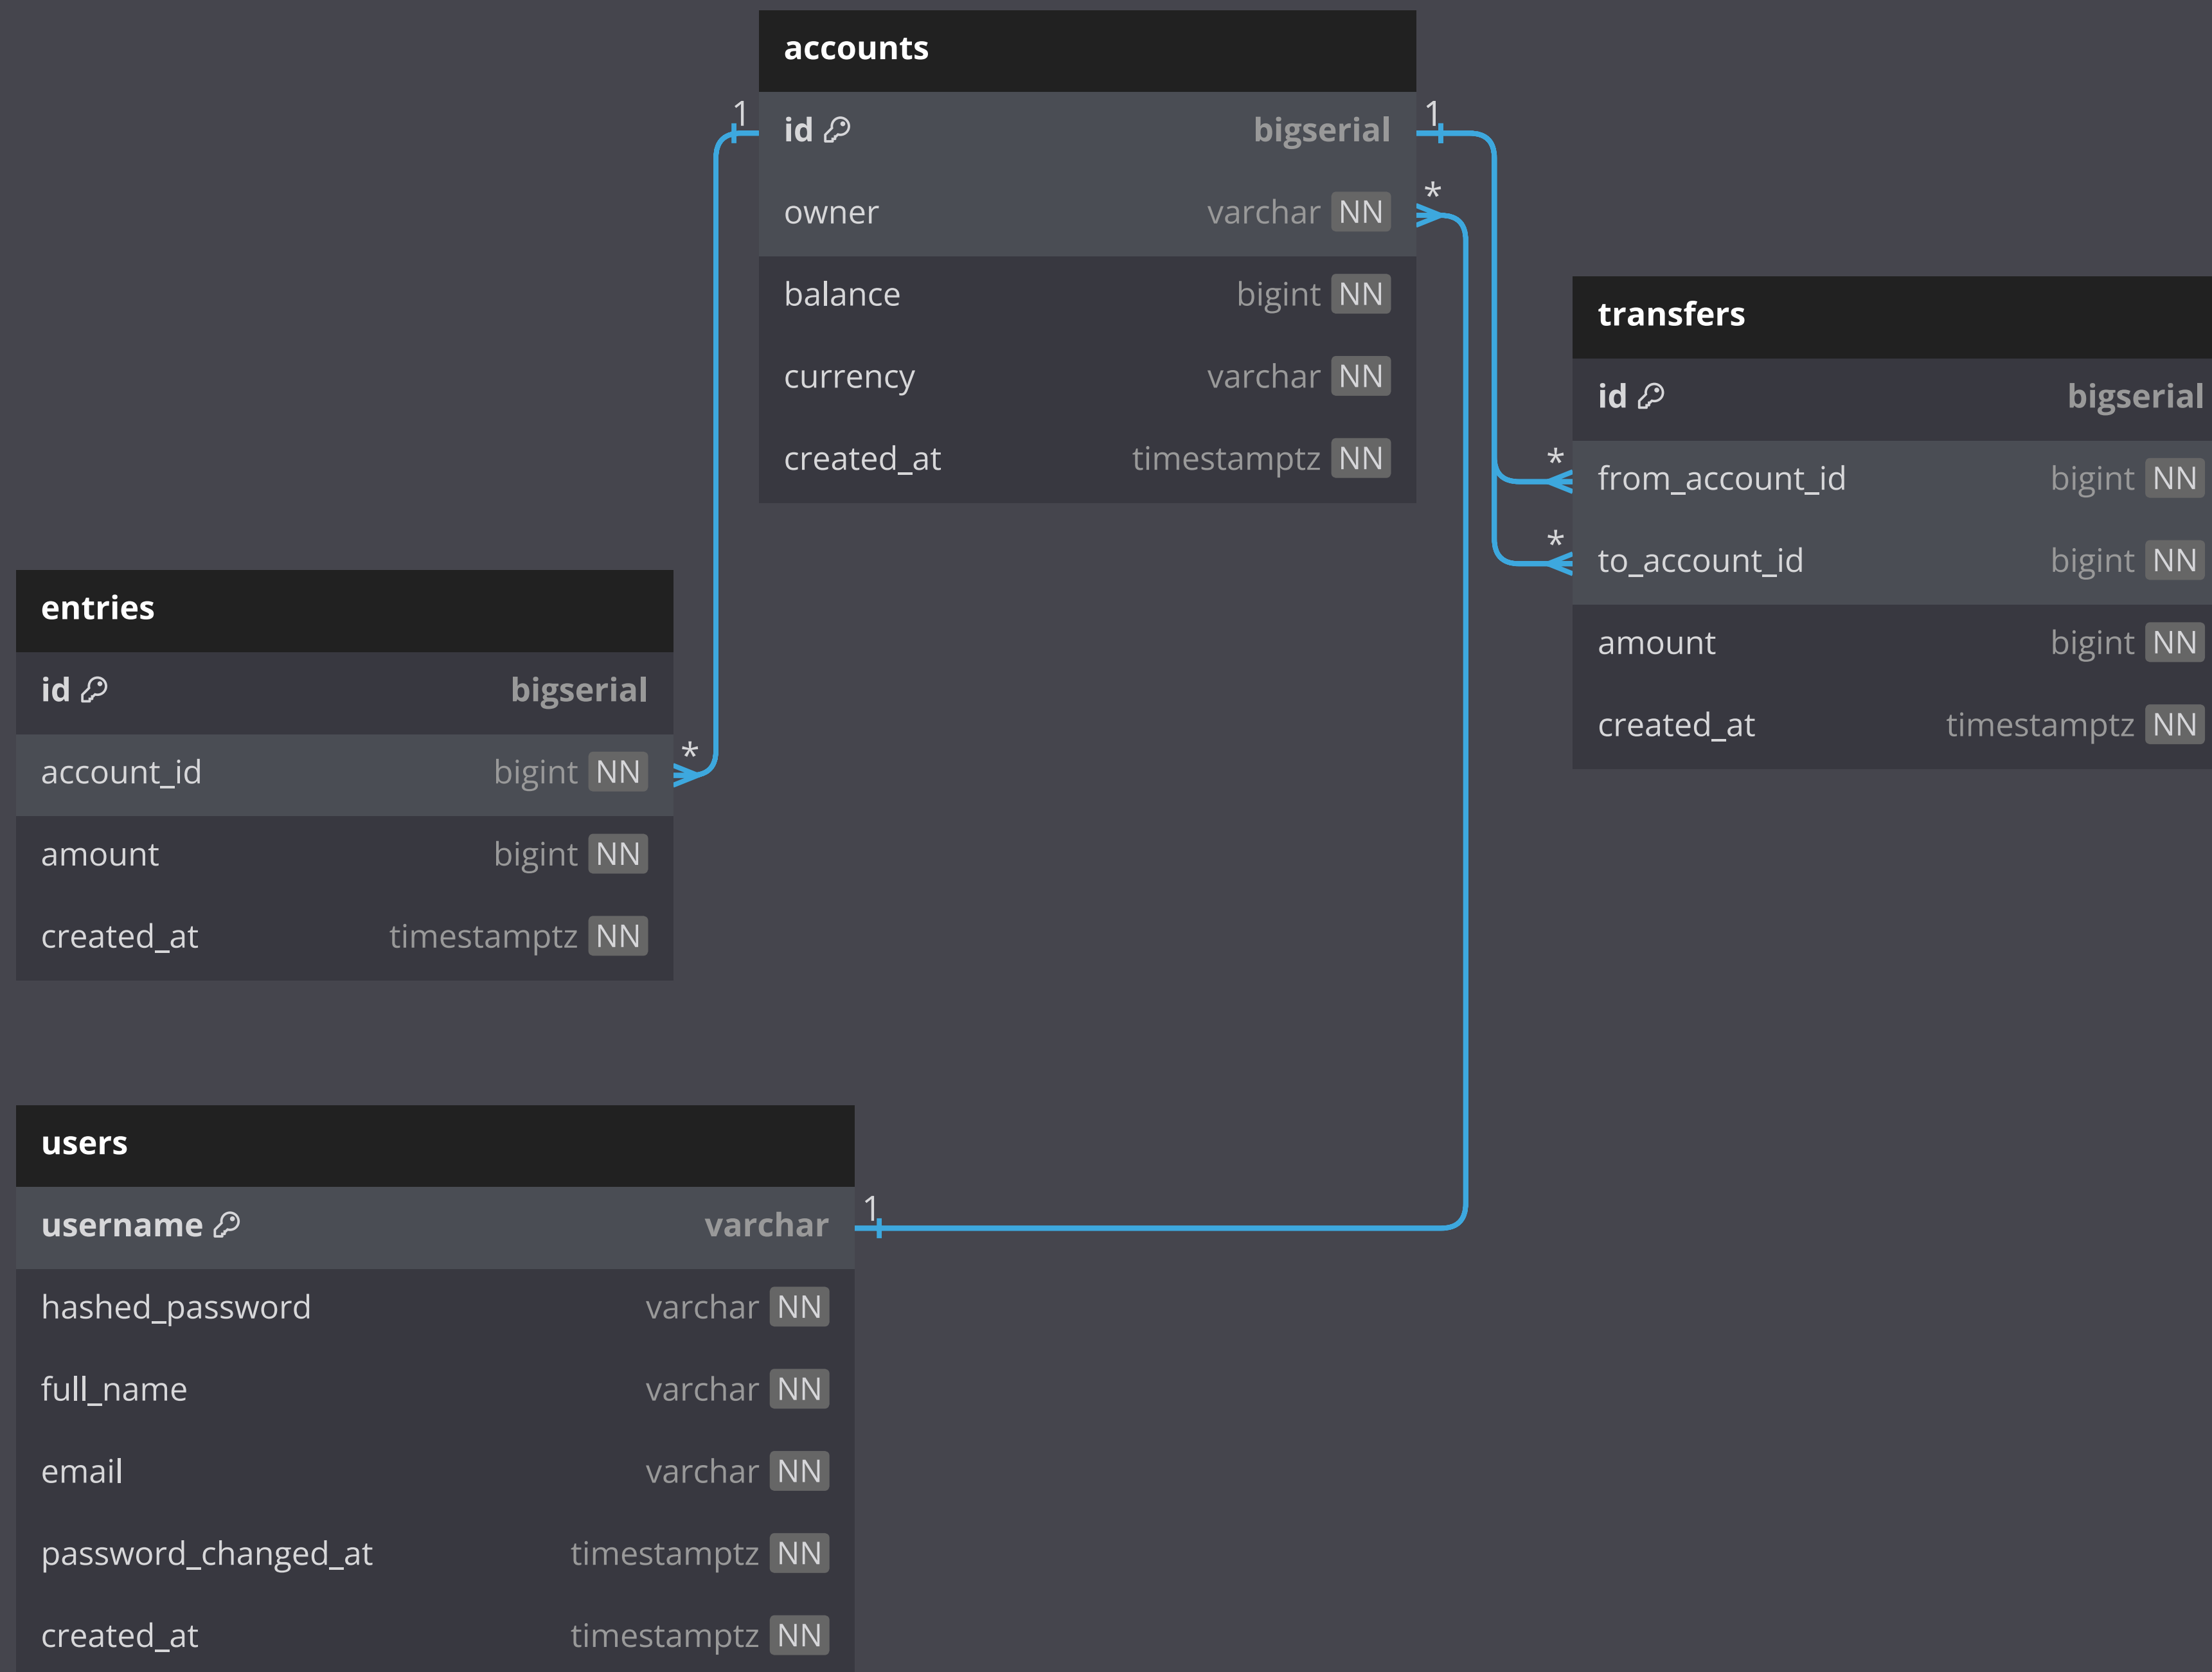 accounts
1
id bigserial
1
owner varchar NN
*
balance bigint NN
currency varchar NN
created_at timestamptz NN
transfers
id bigserial
*
from_account_id bigint NN
*
to_account_id bigint NN
amount bigint NN
created_at timestamptz NN
entries
id bigserial
account_id bigint NN
*
amount bigint NN
created_at timestamptz NN
users
username varchar
1
hashed_password varchar NN
full_name varchar NN
email varchar NN
password_changed_at timestamptz NN
created_at timestamptz NN